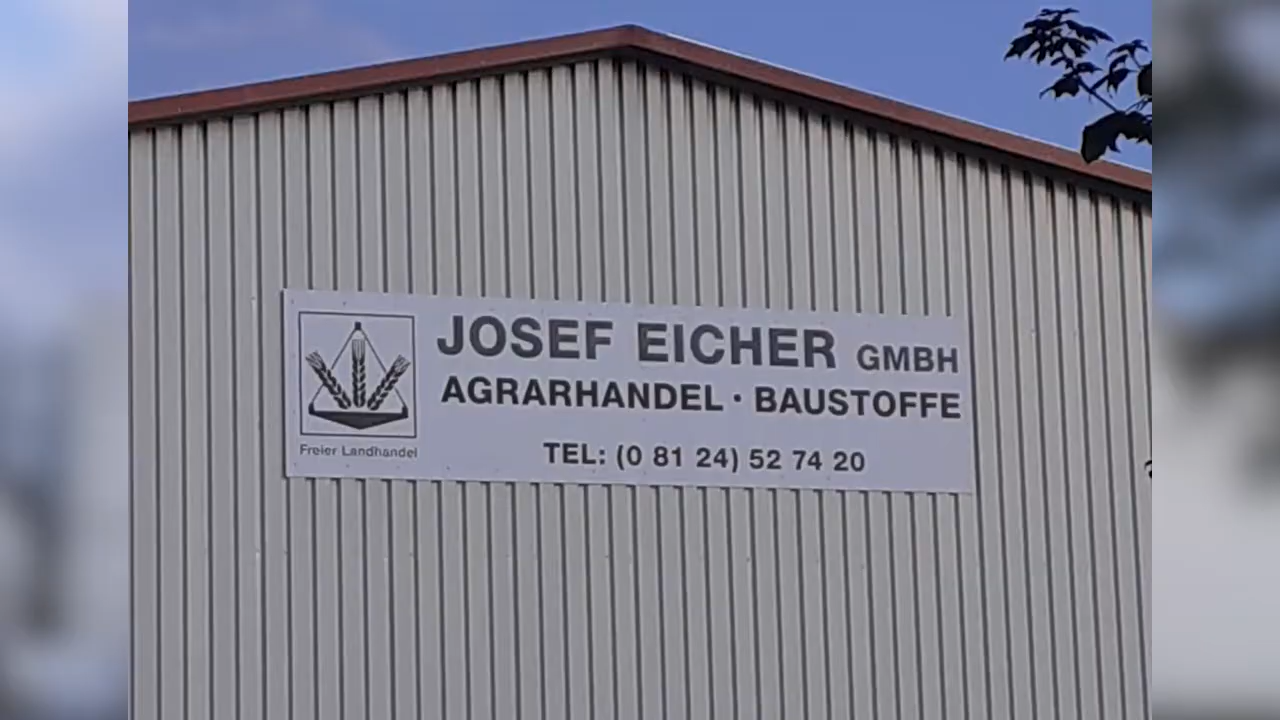 JOSEF EICHER GMBH
AGRARHANDEL · BAUSTOFFE
TEL: (0 81 24) 52 74 20
Freier Landhandel